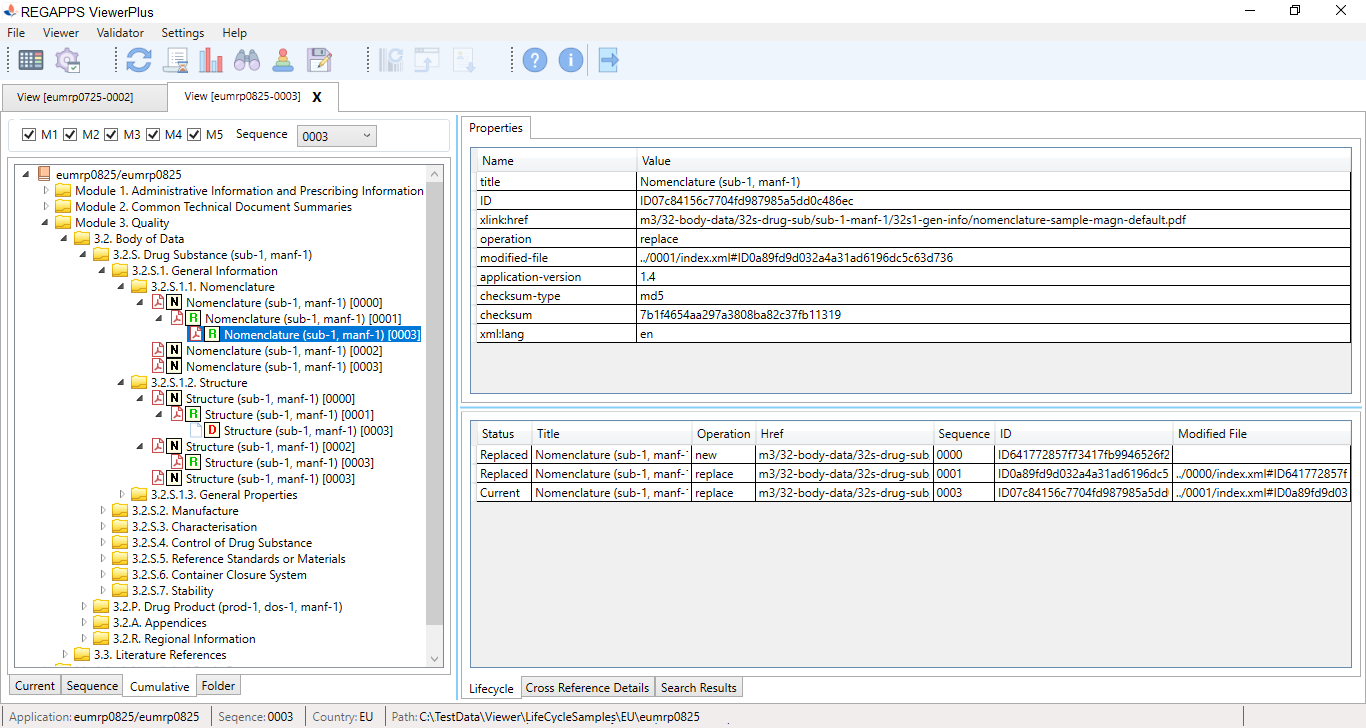 REGAPPS ViewerPlus
File Viewer Validator Settings Help
View [eumrp0725-0002] View [eumrp0825-0003] X
M1 M2 M3 M4 M5 Sequence 0003
eumrp0825/eumrp0825
Module 1. Administrative Information and Prescribing Information
Module 2. Common Technical Document Summaries
Module 3. Quality
3.2. Body of Data
3.2.S. Drug Substance (sub-1, manf-1)
3.2.S.1. General Information
3.2.S.1.1. Nomenclature
N Nomenclature (sub-1, manf-1) [0000]
R Nomenclature (sub-1, manf-1) [0001]
R Nomenclature (sub-1, manf-1) [0003]
N Nomenclature (sub-1, manf-1) [0002]
N Nomenclature (sub-1, manf-1) [0003]
3.2.S.1.2. Structure
N Structure (sub-1, manf-1) [0000]
R Structure (sub-1, manf-1) [0001]
D Structure (sub-1, manf-1) [0003]
N Structure (sub-1, manf-1) [0002]
R Structure (sub-1, manf-1) [0003]
N Structure (sub-1, manf-1) [0003]
3.2.S.1.3. General Properties
3.2.S.2. Manufacture
3.2.S.3. Characterisation
3.2.S.4. Control of Drug Substance
3.2.S.5. Reference Standards or Materials
3.2.S.6. Container Closure System
3.2.S.7. Stability
3.2.P. Drug Product (prod-1, dos-1, manf-1)
3.2.A. Appendices
3.2.R. Regional Information
3.3. Literature References
Current Sequence Cumulative Folder
Properties
Name Value
title Nomenclature (sub-1, manf-1)
ID ID07c84156c7704fd987985a5dd0c486ec
xlink:href m3/32-body-data/32s-drug-sub/sub-1-manf-1/32s1-gen-info/nomenclature-sample-magn-default.pdf
operation replace
modified-file ../0001/index.xml#ID0a89fd9d032a4a31ad6196dc5c63d736
application-version 1.4
checksum-type md5
checksum 7b1f4654aa297a3808ba82c37fb11319
xml:lang en
Status Title Operation Href Sequence ID Modified File
Replaced Nomenclature (sub-1, manf- new m3/32-body-data/32s-drug-sub 0000 ID641772857f73417fb9946526f2
Replaced Nomenclature (sub-1, manf- replace m3/32-body-data/32s-drug-sub 0001 ID0a89fd9d032a4a31ad6196dc5 ../0000/index.xml#ID641772857f
Current Nomenclature (sub-1, manf- replace m3/32-body-data/32s-drug-sub 0003 ID07c84156c7704fd987985a5dd ../0001/index.xml#ID0a89fd9d03
Lifecycle Cross Reference Details Search Results
Application: eumrp0825/eumrp0825 Seqence: 0003 Country: EU Path: C:\TestData\Viewer\LifeCycleSamples\EU\eumrp0825